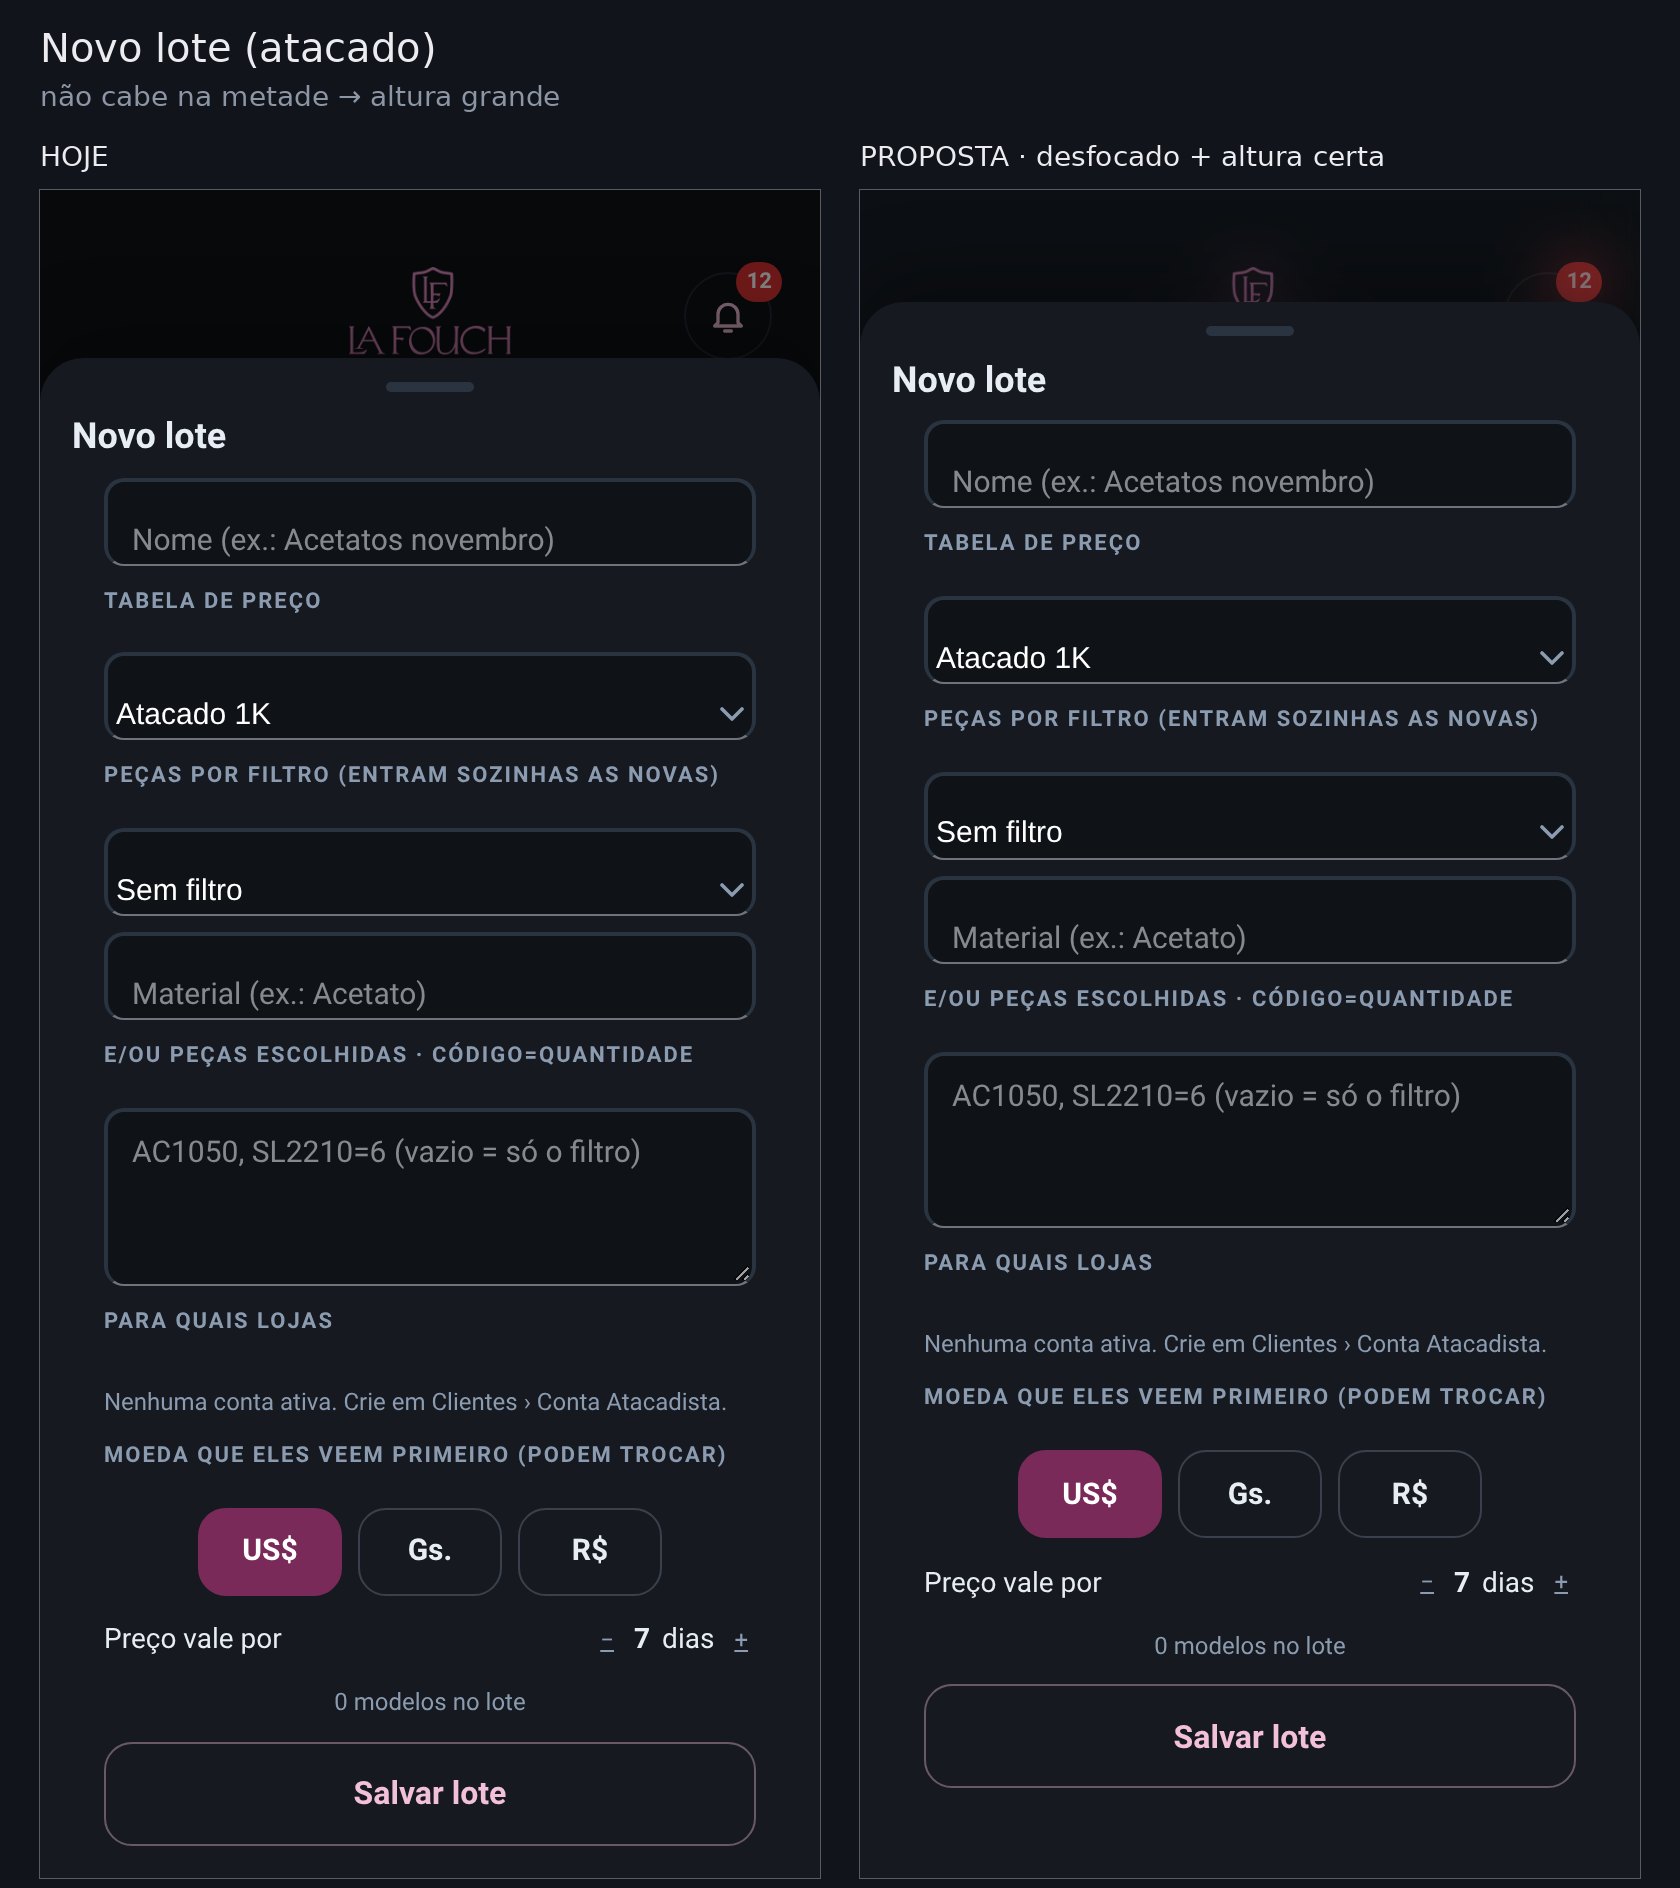 Novo lote (atacado)
não cabe na metade → altura grande
HOJE
12
LF
LA FOUCH
Novo lote
Nome (ex.: Acetatos novembro)
TABELA DE PREÇO
Atacado 1K
PEÇAS POR FILTRO (ENTRAM SOZINHAS AS NOVAS)
Sem filtro
Material (ex.: Acetato)
E/OU PEÇAS ESCOLHIDAS · CÓDIGO=QUANTIDADE
AC1050, SL2210=6 (vazio = só o filtro)
PARA QUAIS LOJAS
Nenhuma conta ativa. Crie em Clientes › Conta Atacadista.
MOEDA QUE ELES VEEM PRIMEIRO (PODEM TROCAR)
US$ Gs. R$
Preço vale por − 7 dias +
0 modelos no lote
Salvar lote
PROPOSTA · desfocado + altura certa
12
LF
Novo lote
Nome (ex.: Acetatos novembro)
TABELA DE PREÇO
Atacado 1K
PEÇAS POR FILTRO (ENTRAM SOZINHAS AS NOVAS)
Sem filtro
Material (ex.: Acetato)
E/OU PEÇAS ESCOLHIDAS · CÓDIGO=QUANTIDADE
AC1050, SL2210=6 (vazio = só o filtro)
PARA QUAIS LOJAS
Nenhuma conta ativa. Crie em Clientes › Conta Atacadista.
MOEDA QUE ELES VEEM PRIMEIRO (PODEM TROCAR)
US$ Gs. R$
Preço vale por − 7 dias +
0 modelos no lote
Salvar lote